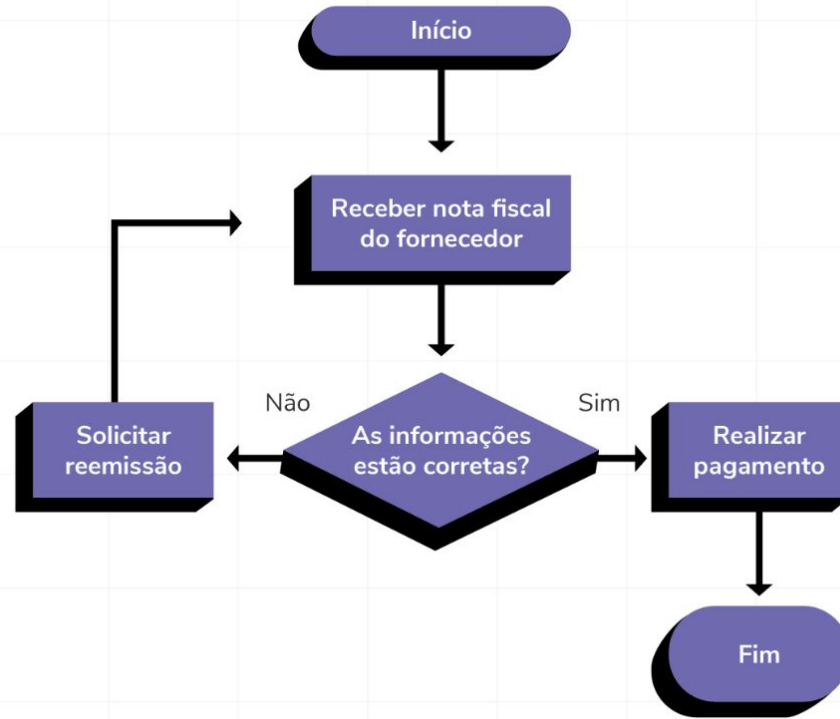 Início
Receber nota fiscal
do fornecedor
Não
Sim
Solicitar
reemissão
As informações
estão corretas?
Realizar
pagamento
Fim